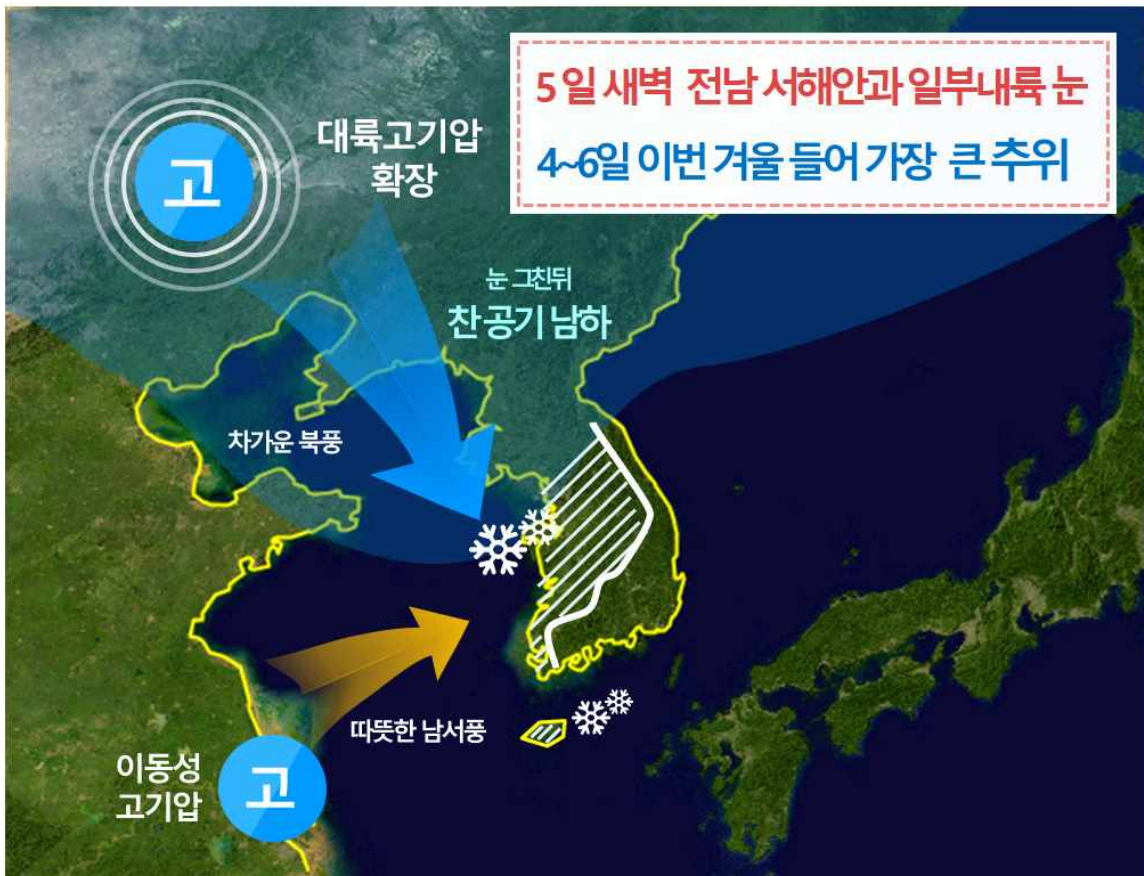 5일 새벽 전남 서해안과 일부내륙 눈
4~6일 이번 겨울 들어 가장 큰 추위
고
대륙고기압
확장
눈 그친뒤
찬 공기 남하
차가운 북풍
따뜻한 남서풍
이동성
고기압
고